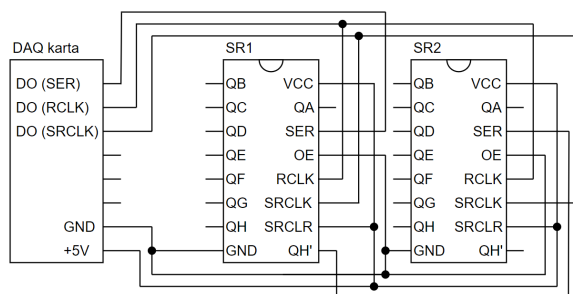 DAQ karta
DO (SER)
DO (RCLK)
DO (SRCLK)
GND
+5V
SR1
QB VCC
QC QA
QD SER
QE OE
QF RCLK
QG SRCLK
QH SRCLR
GND QH'
SR2
QB VCC
QC QA
QD SER
QE OE
QF RCLK
QG SRCLK
QH SRCLR
GND QH'